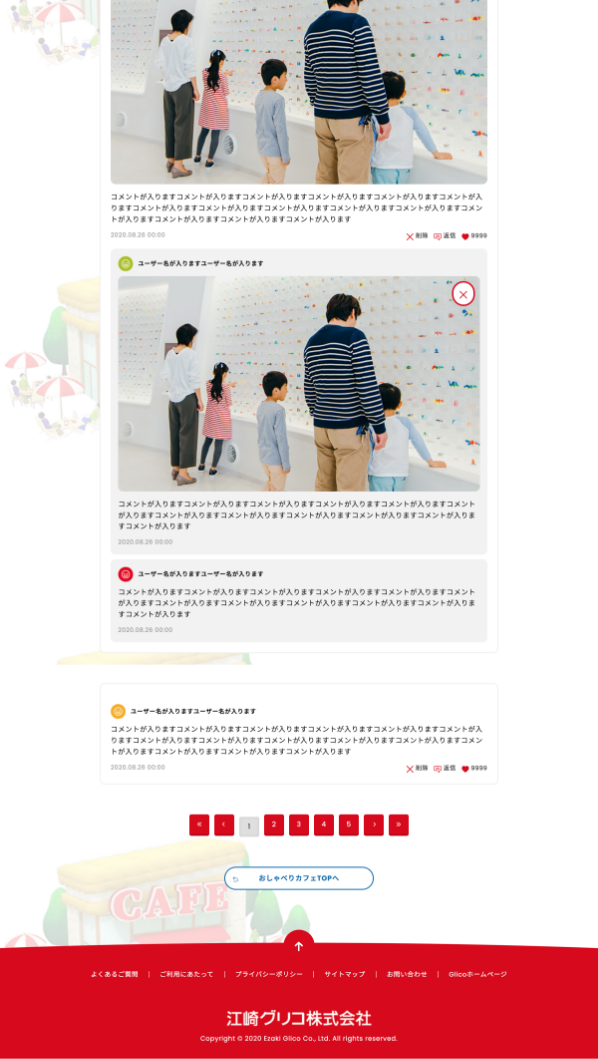 コメントが入りますコメントが入りますコメントが入りますコメントが入りますコメントが入りますコメントが入
りますコメントが入りますコメントが入りますコメントが入りますコメントが入りますコメントが入りますコメン
トが入りますコメントが入りますコメントが入りますコメントが入ります
2020.08.26 00:00
削除 返信 9999
ユーザー名が入りますユーザー名が入ります
コメントが入りますコメントが入りますコメントが入りますコメントが入りますコメントが入りますコメント
が入りますコメントが入りますコメントが入りますコメントが入りますコメントが入りますコメントが入りま
すコメントが入ります
2020.08.26 00:00
ユーザー名が入りますユーザー名が入ります
コメントが入りますコメントが入りますコメントが入りますコメントが入りますコメントが入りますコメント
が入りますコメントが入りますコメントが入りますコメントが入りますコメントが入りますコメントが入りま
すコメントが入ります
2020.08.26 00:00
ユーザー名が入りますユーザー名が入ります
コメントが入りますコメントが入りますコメントが入りますコメントが入りますコメントが入りますコメントが入
りますコメントが入りますコメントが入りますコメントが入りますコメントが入りますコメントが入りますコメン
トが入りますコメントが入りますコメントが入りますコメントが入ります
2020.08.26 00:00
削除 返信 9999
« ‹ 1 2 3 4 5 › »
おしゃべりカフェTOPへ
CAFE
よくあるご質問 | ご利用にあたって | プライバシーポリシー | サイトマップ | お問い合わせ | Glicoホームページ
江崎グリコ株式会社
Copyright © 2020 Ezaki Glico Co., Ltd. All rights reserved.